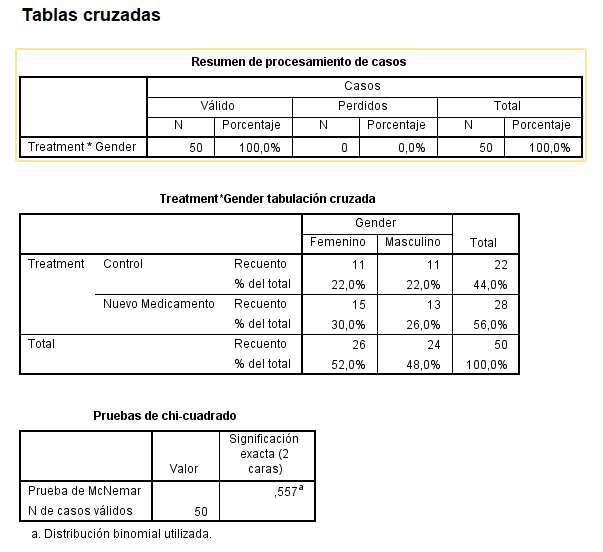 Tablas cruzadas
Resumen de procesamiento de casos
Casos
Válido Perdidos Total
N Porcentaje N Porcentaje N Porcentaje
Treatment * Gender 50 100,0% 0 0,0% 50 100,0%
Treatment*Gender tabulación cruzada
Gender
Femenino Masculino Total
Treatment Control Recuento 11 11 22
% del total 22,0% 22,0% 44,0%
Nuevo Medicamento Recuento 15 13 28
% del total 30,0% 26,0% 56,0%
Total Recuento 26 24 50
% del total 52,0% 48,0% 100,0%
Pruebas de chi-cuadrado
Significación
exacta (2
Valor caras)
Prueba de McNemar ,557a
N de casos válidos 50
a. Distribución binomial utilizada.